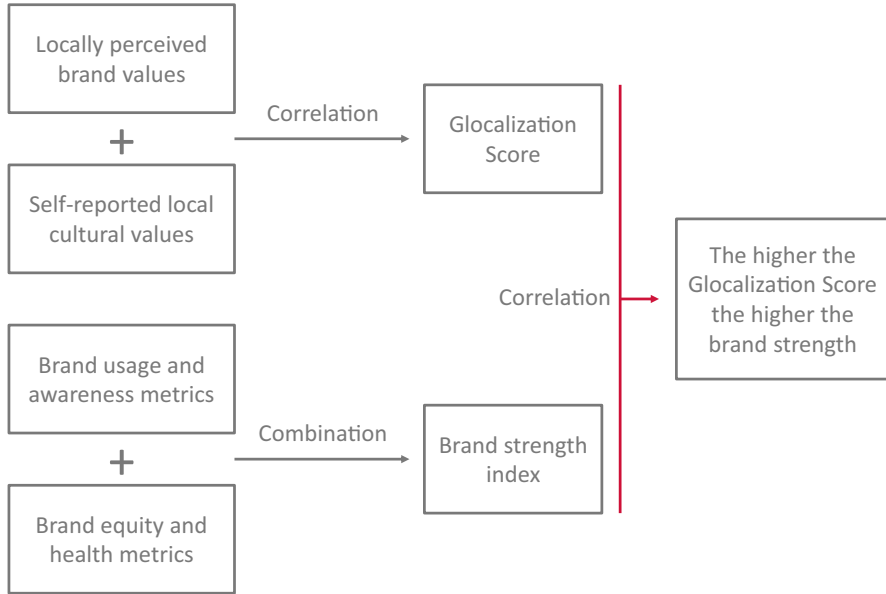 Locally perceived
brand values
+
Self-reported local
cultural values
Correlation
Glocalization
Score
Brand usage and
awareness metrics
+
Brand equity and
health metrics
Combination
Brand strength
index
Correlation
The higher the
Glocalization Score
the higher the
brand strength